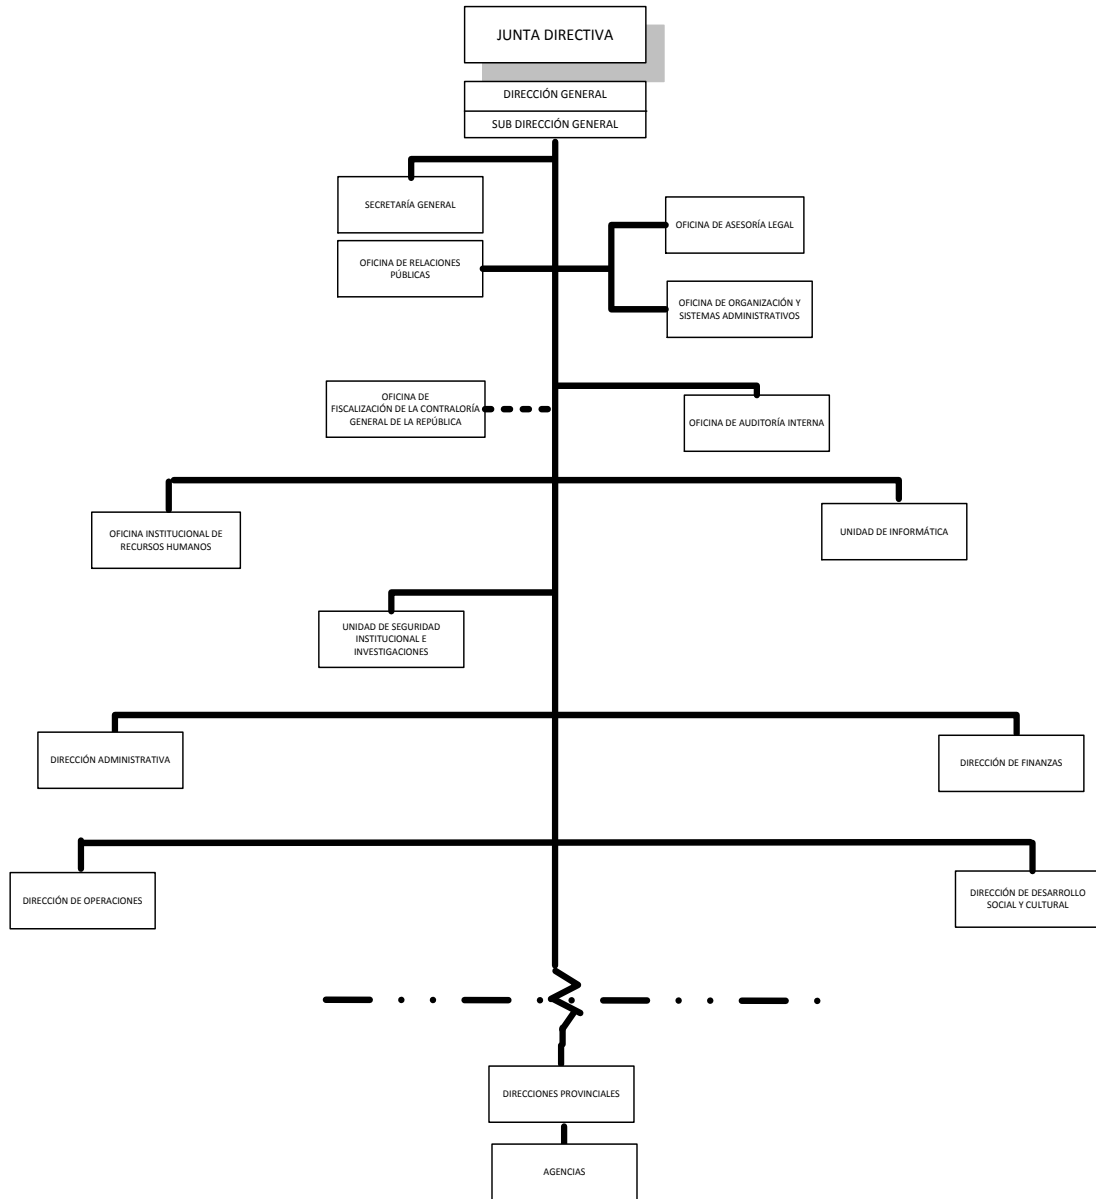 JUNTA DIRECTIVA
DIRECCIÓN GENERAL
SUB DIRECCIÓN GENERAL
SECRETARÍA GENERAL
OFICINA DE ASESORÍA LEGAL
OFICINA DE RELACIONES
PÚBLICAS
OFICINA DE ORGANIZACIÓN Y
SISTEMAS ADMINISTRATIVOS
OFICINA DE
FISCALIZACIÓN DE LA CONTRALORÍA
GENERAL DE LA REPÚBLICA
OFICINA DE AUDITORÍA INTERNA
OFICINA INSTITUCIONAL DE
RECURSOS HUMANOS
UNIDAD DE INFORMÁTICA
UNIDAD DE SEGURIDAD
INSTITUCIONAL E
INVESTIGACIONES
DIRECCIÓN ADMINISTRATIVA
DIRECCIÓN DE FINANZAS
DIRECCIÓN DE OPERACIONES
DIRECCIÓN DE DESARROLLO
SOCIAL Y CULTURAL
DIRECCIONES PROVINCIALES
AGENCIAS